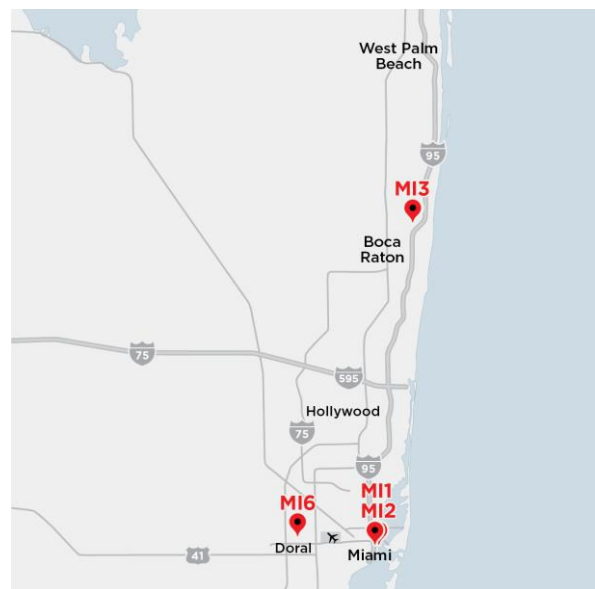 West Palm
Beach
95
MI3
Boca
Raton
75
595
Hollywood
75
95
MI1
MI6
MI2
Doral
Miami
41